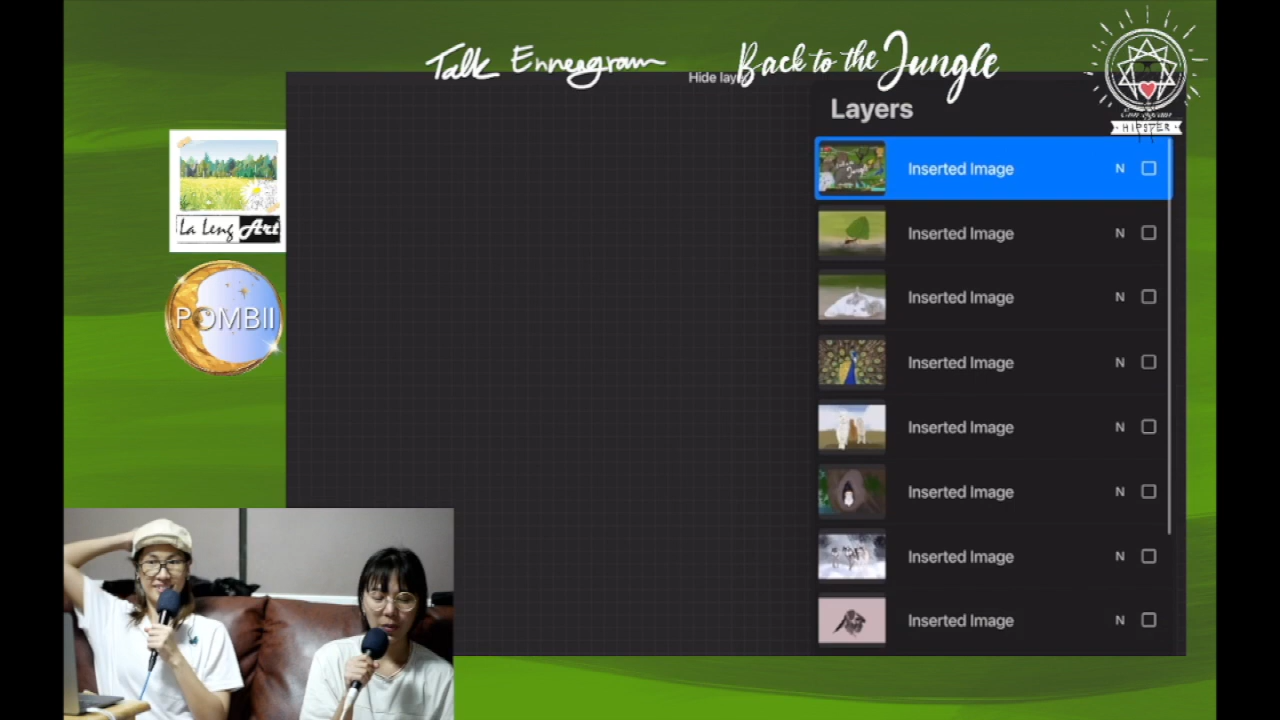 Talk Enneagram
Back to the Jungle
Hide lay
Layers
HIPSTER
Inserted Image N
Inserted Image N
Inserted Image N
Inserted Image N
Inserted Image N
Inserted Image N
Inserted Image N
Inserted Image N
La Leng Art
POMBII